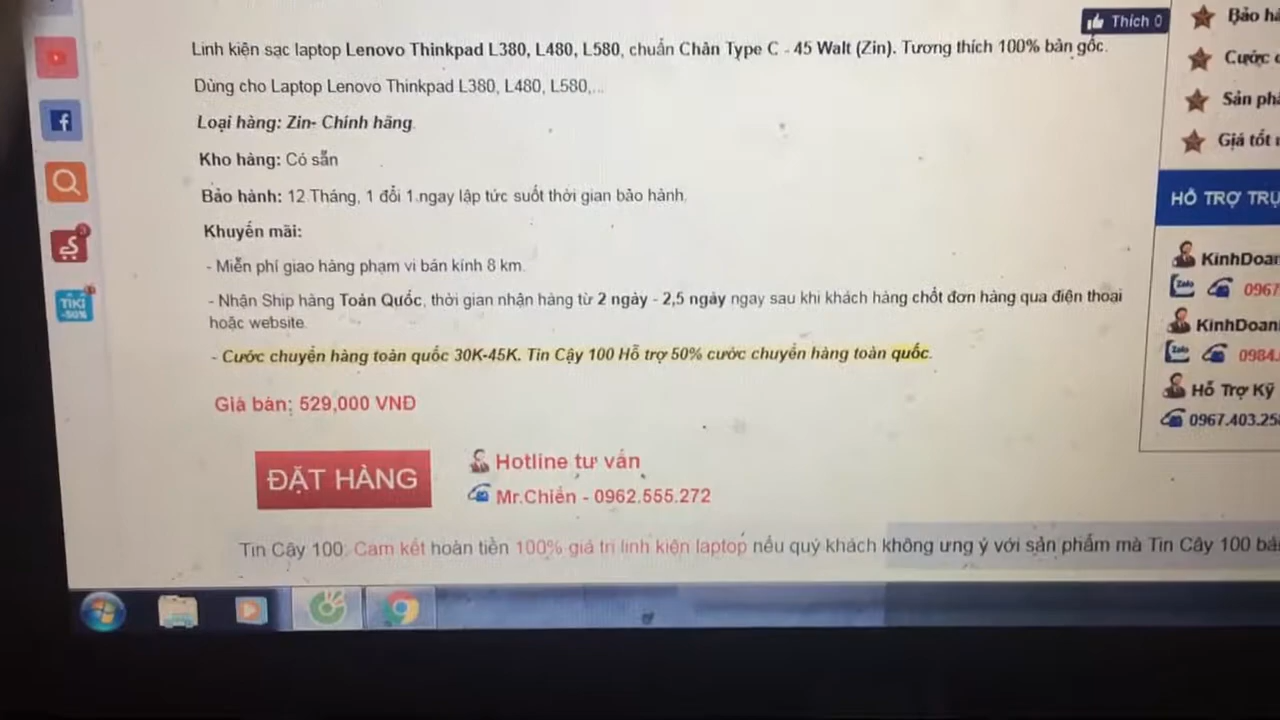 Thích 0
Linh kiện sạc laptop Lenovo Thinkpad L380, L480, L580, chuẩn Chân Type C - 45 Walt (Zin). Tương thích 100% bản gốc.
Dùng cho Laptop Lenovo Thinkpad L380, L480, L580,...
Loại hàng: Zin- Chính hãng.
Kho hàng: Có sẵn
Bảo hành: 12 Tháng, 1 đổi 1 ngay lập tức suốt thời gian bảo hành.
Khuyến mãi:
- Miễn phí giao hàng phạm vi bán kính 8 km.
- Nhận Ship hàng Toàn Quốc, thời gian nhận hàng từ 2 ngày - 2,5 ngày ngay sau khi khách hàng chốt đơn hàng qua điện thoại
hoặc website.
- Cước chuyển hàng toàn quốc 30K-45K. Tin Cậy 100 Hỗ trợ 50% cước chuyển hàng toàn quốc.
Giá bán: 529,000 VNĐ
ĐẶT HÀNG
Hotline tư vấn
Mr.Chiến - 0962.555.272
Tin Cậy 100: Cam kết hoàn tiền 100% giá trị linh kiện laptop nếu quý khách không ưng ý với sản phẩm mà Tin Cậy 100
Bảo
Cước
Sản
Giá tốt
HỖ TRỢ
KinhDoan
Zalo 0967
KinhDoan
Zalo 0984.
Hỗ Trợ Kỹ
0967.403.25
3
TIKI
-50%